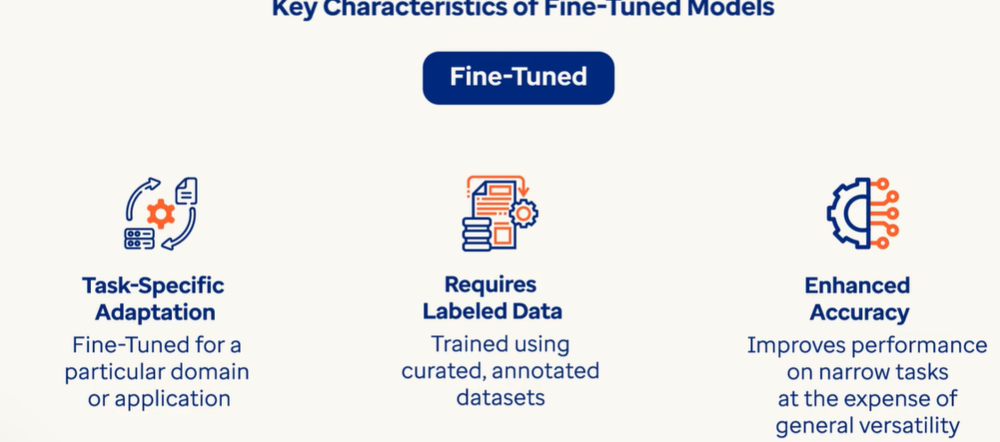 Key Characteristics of Fine-Tuned Models
Fine-Tuned
Task-Specific
Adaptation
Fine-Tuned for a
particular domain
or application
Requires
Labeled Data
Trained using
curated, annotated
datasets
Enhanced
Accuracy
Improves performance
on narrow tasks
at the expense of
general versatility